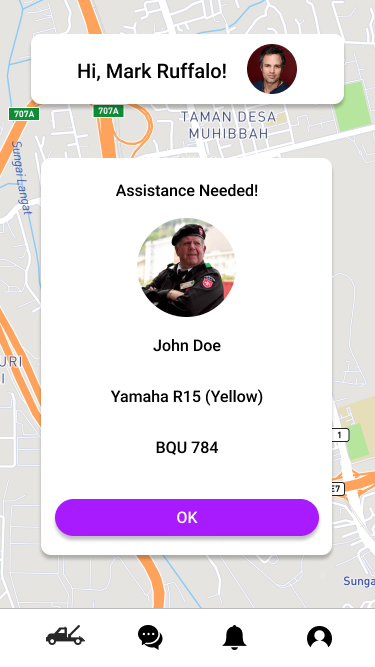 Hi, Mark Ruffalo!
707A
707A
TAMAN DESA
MUHIBBAH
Sungai Langat
Assistance Needed!
John Doe
URI
I
Yamaha R15 (Yellow)
1
BQU 784
E7
OK
Sunga